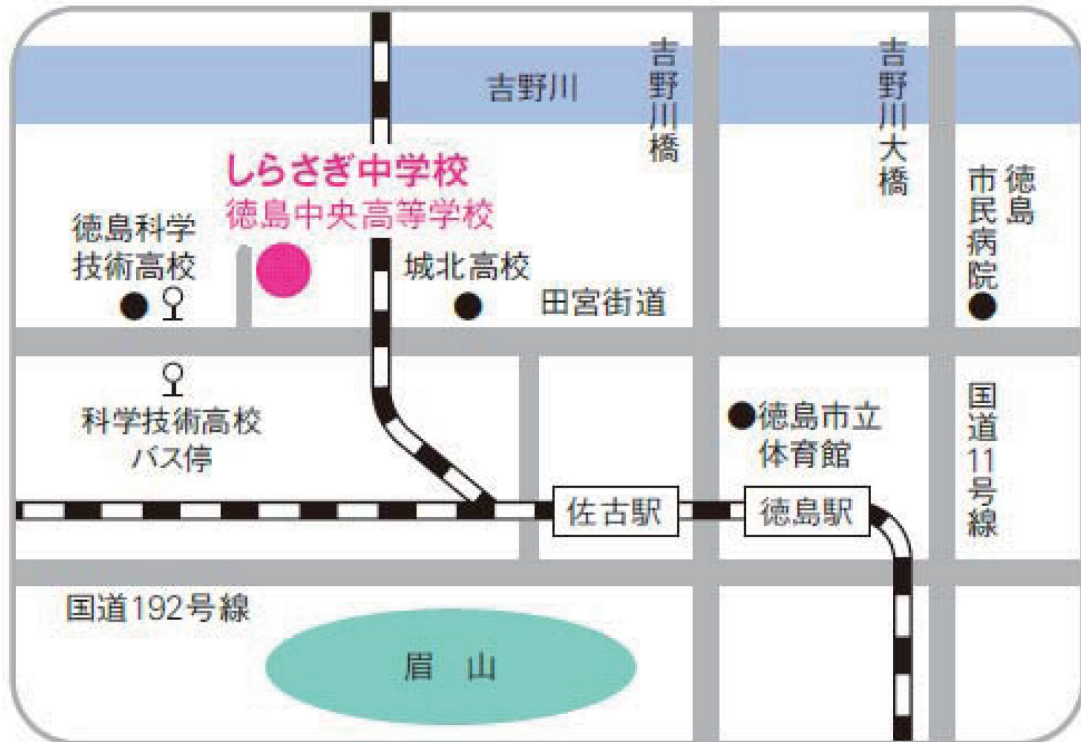 吉野川
吉野川橋
吉野川大橋
しらさぎ中学校
徳島中央高等学校
徳島科学
技術高校
城北高校
田宮街道
徳島
市民病院
科学技術高校
バス停
徳島市立
体育館
国道11号線
佐古駅
徳島駅
国道192号線
眉 山